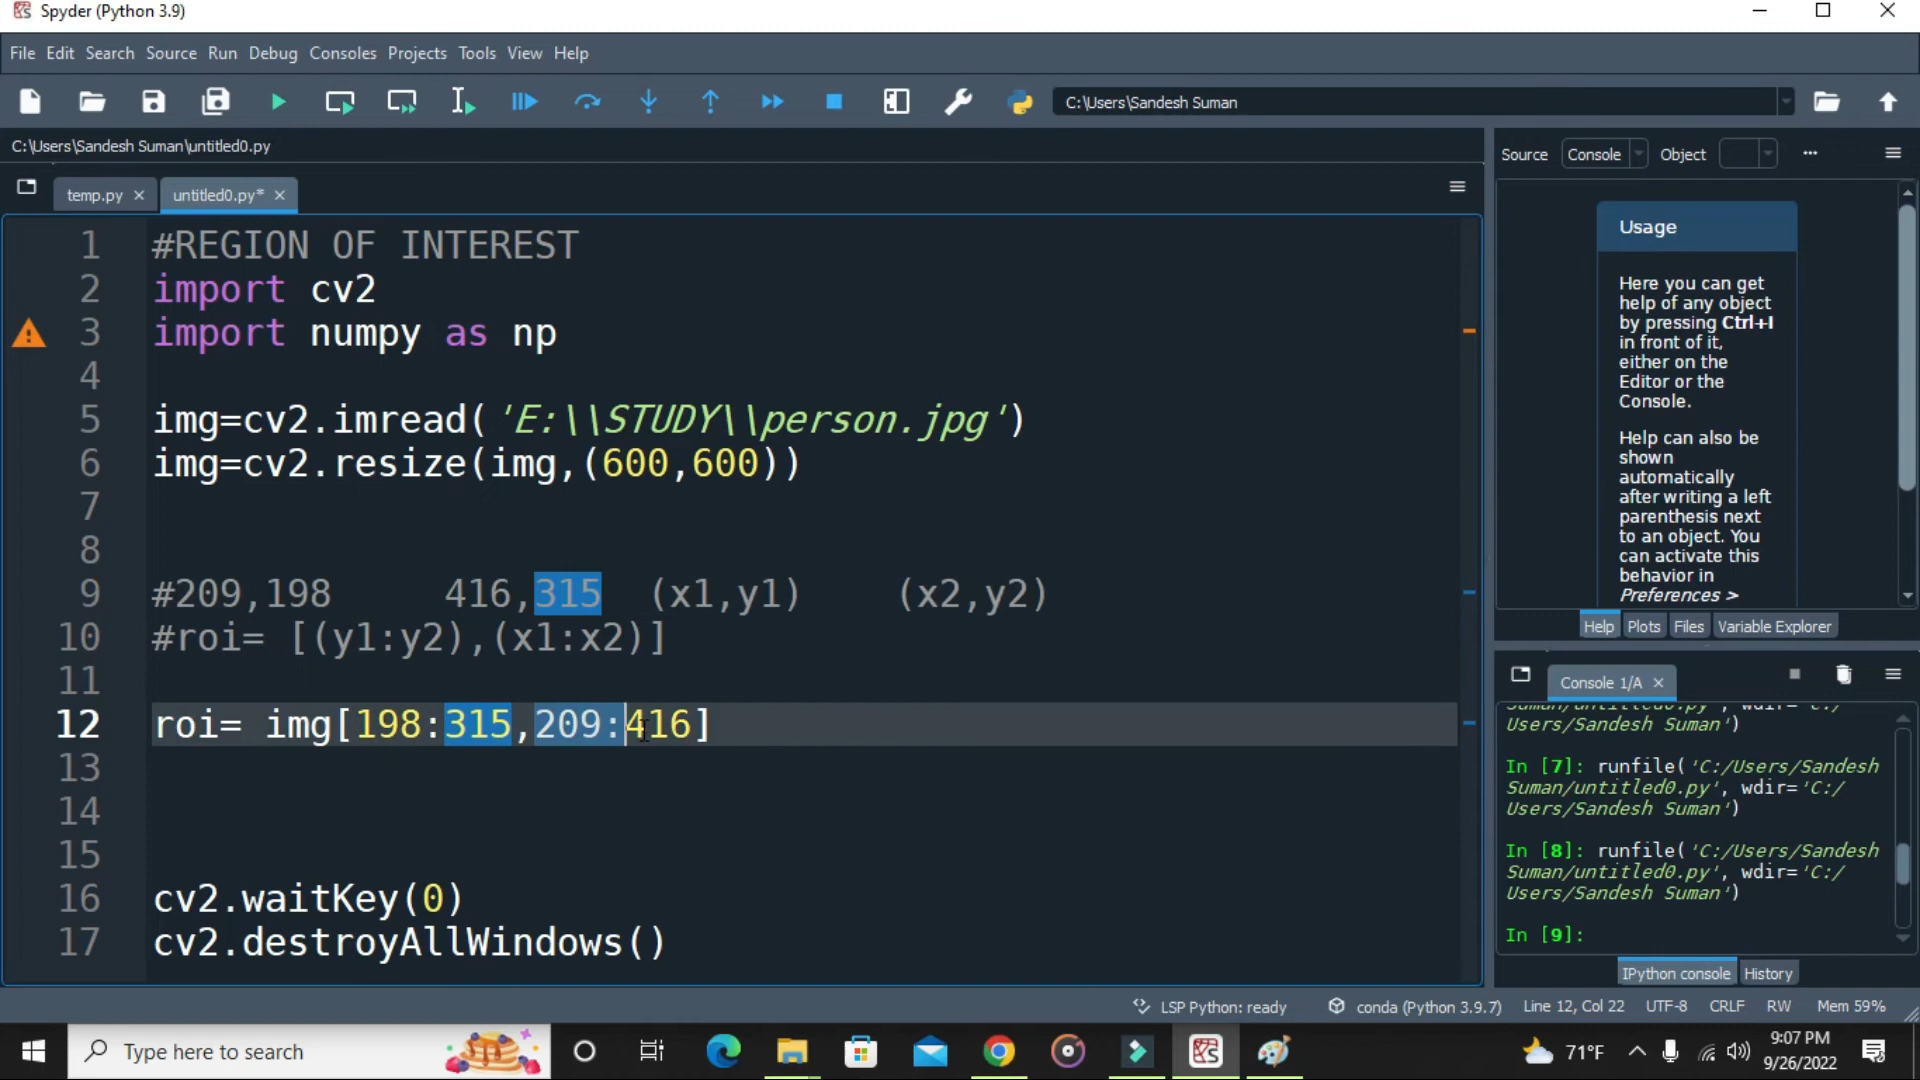 Spyder (Python 3.9)
File Edit Search Source Run Debug Consoles Projects Tools View Help
C:\Users\Sandesh Suman
C:\Users\Sandesh Suman\untitled0.py
temp.py
untitled0.py*
1 #REGION OF INTEREST
2 import cv2
3 import numpy as np
4
5 img=cv2.imread('E:\\STUDY\\person.jpg')
6 img=cv2.resize(img,(600,600))
7
8
9 #209,198 416,315 (x1,y1) (x2,y2)
10 #roi= [(y1:y2),(x1:x2)]
11
12 roi= img[198:315,209:416]
13
14
15
16 cv2.waitKey(0)
17 cv2.destroyAllWindows()
Source Console Object
Usage
Here you can get
help of any object
by pressing Ctrl+I
in front of it,
either on the
Editor or the
Console.
Help can also be
shown
automatically
after writing a left
parenthesis next
to an object. You
can activate this
behavior in
Preferences >
Help Plots Files Variable Explorer
Console 1/A
Suman/untitled0.py', wdir='C:/
Users/Sandesh Suman')
In [7]: runfile('C:/Users/Sandesh
Suman/untitled0.py', wdir='C:/
Users/Sandesh Suman')
In [8]: runfile('C:/Users/Sandesh
Suman/untitled0.py', wdir='C:/
Users/Sandesh Suman')
In [9]:
IPython console History
LSP Python: ready conda (Python 3.9.7) Line 12, Col 22 UTF-8 CRLF RW Mem 59%
Type here to search
71°F
9:07 PM
9/26/2022